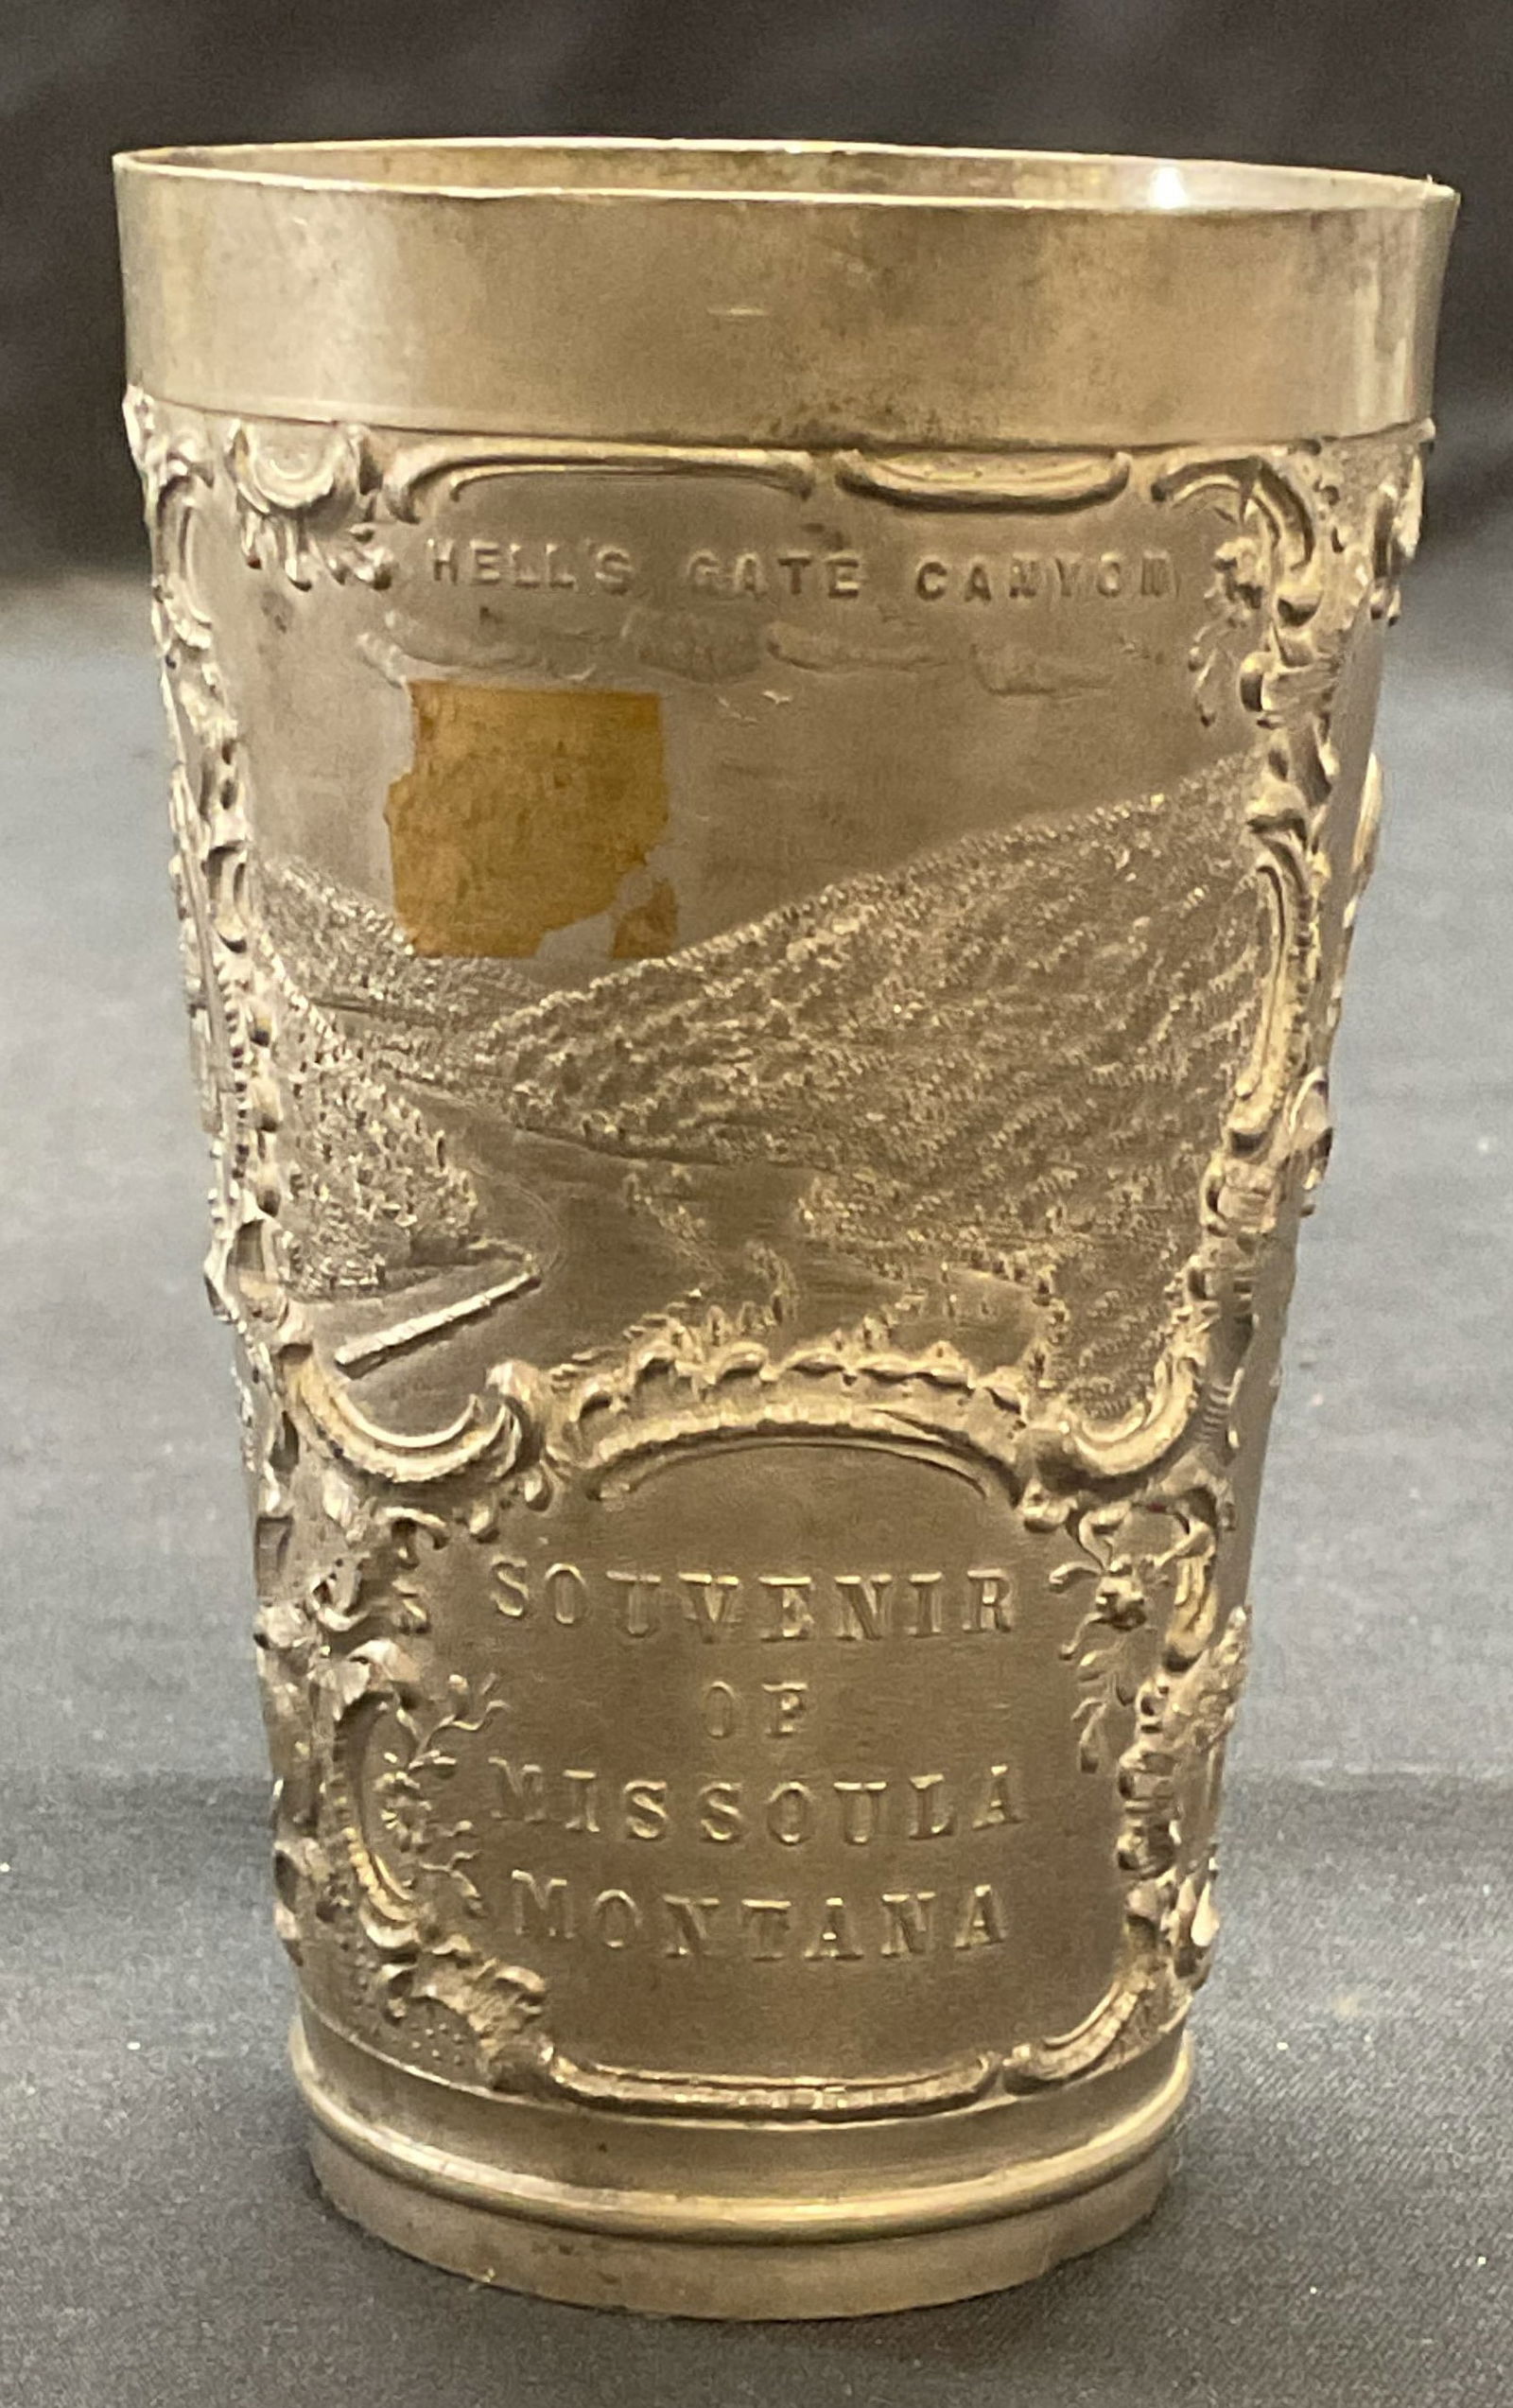 HELL'S GATE CANYON
SOUVENIR
OF
MISSOULA
MONTANA